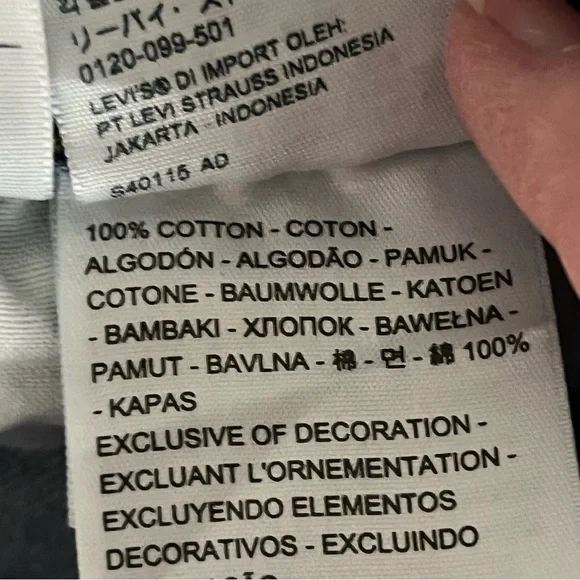 リーバイ・ス
0120-099-501
LEVI'S® DI IMPORT OLEH:
PT LEVI STRAUSS INDONESIA
JAKARTA - INDONESIA
S40115 AD
100% COTTON - COTON -
ALGODÓN - ALGODÃO - PAMUK -
COTONE - BAUMWOLLE - KATOEN
- BAMBAKI - ХЛОПОК - BAWEŁNA -
PAMUT - BAVLNA - 棉 - 면 - 綿 100%
- KAPAS
EXCLUSIVE OF DECORATION -
EXCLUANT L'ORNEMENTATION -
EXCLUYENDO ELEMENTOS
DECORATIVOS - EXCLUINDO